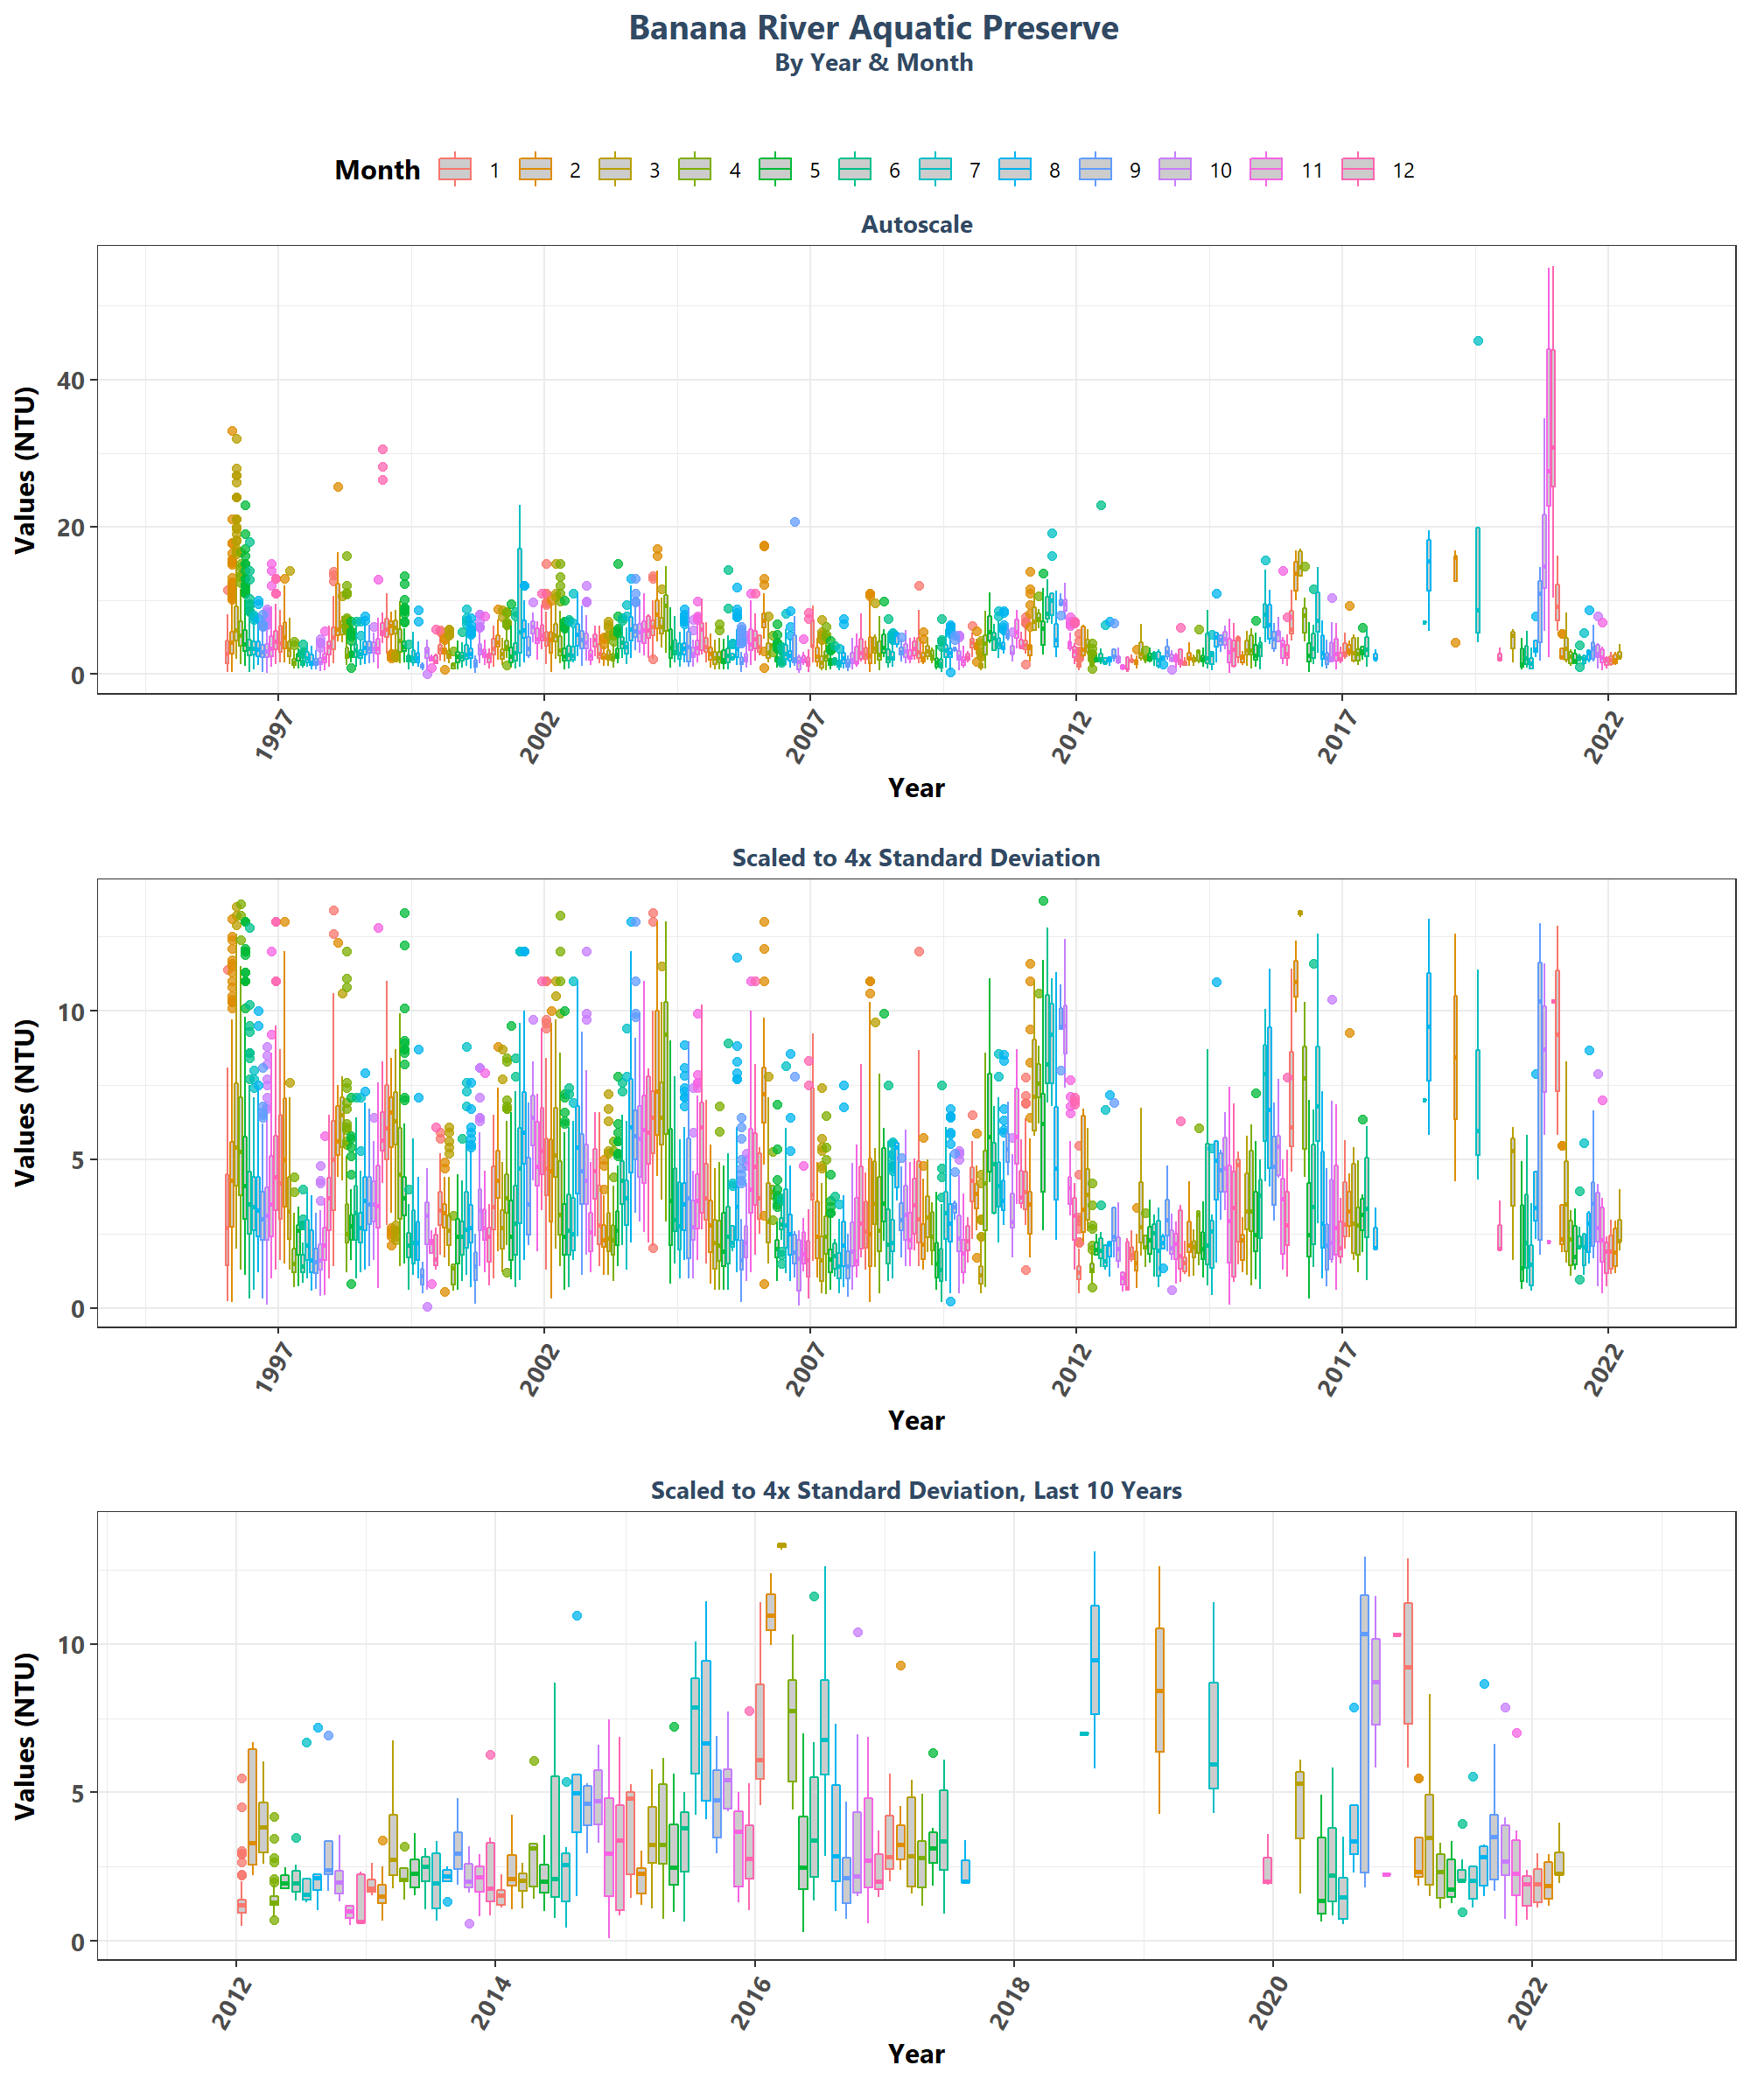 Banana River Aquatic Preserve
By Year & Month
Month 1 2 3 4 5 6 7 8 9 10 11 12
Autoscale
Values (NTU)
40
20
0
1997 2002 2007 2012 2017 2022
Year
Scaled to 4x Standard Deviation
Values (NTU)
10
5
0
1997 2002 2007 2012 2017 2022
Year
Scaled to 4x Standard Deviation, Last 10 Years
Values (NTU)
10
5
0
2012 2014 2016 2018 2020 2022
Year